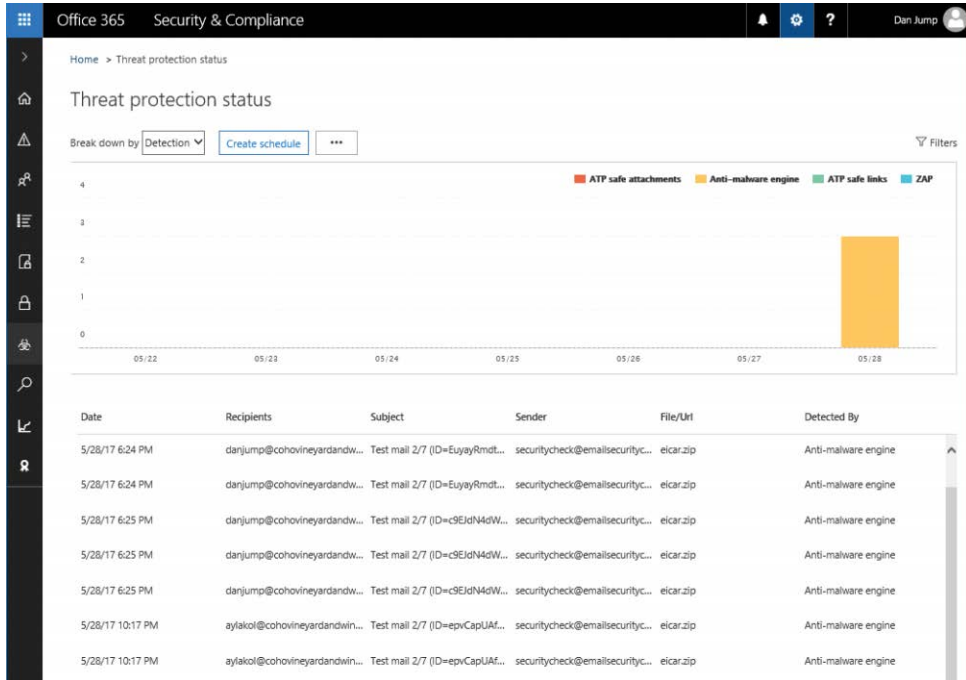 Office 365 Security & Compliance ? Dan Jump
Home > Threat protection status
Threat protection status
Break down by Detection Create schedule ••• Filters
ATP safe attachments Anti-malware engine ATP safe links ZAP
4
3
2
1
0
05/22 05/23 05/24 05/25 05/26 05/27 05/28
Date Recipients Subject Sender File/Url Detected By
5/28/17 6:24 PM danjump@cohovineyardandw... Test mail 2/7 (ID=EuyayRmdt... securitycheck@emailsecurityc... eicar.zip Anti-malware engine
5/28/17 6:24 PM danjump@cohovineyardandw... Test mail 2/7 (ID=EuyayRmdt... securitycheck@emailsecurityc... eicar.zip Anti-malware engine
5/28/17 6:25 PM danjump@cohovineyardandw... Test mail 2/7 (ID=c9EJdN4dW... securitycheck@emailsecurityc... eicar.zip Anti-malware engine
5/28/17 6:25 PM danjump@cohovineyardandw... Test mail 2/7 (ID=c9EJdN4dW... securitycheck@emailsecurityc... eicar.zip Anti-malware engine
5/28/17 6:25 PM danjump@cohovineyardandw... Test mail 2/7 (ID=c9EJdN4dW... securitycheck@emailsecurityc... eicar.zip Anti-malware engine
5/28/17 10:17 PM aylakol@cohovineyardandwin... Test mail 2/7 (ID=epvCapUAf... securitycheck@emailsecurityc... eicar.zip Anti-malware engine
5/28/17 10:17 PM aylakol@cohovineyardandwin... Test mail 2/7 (ID=epvCapUAf... securitycheck@emailsecurityc... eicar.zip Anti-malware engine